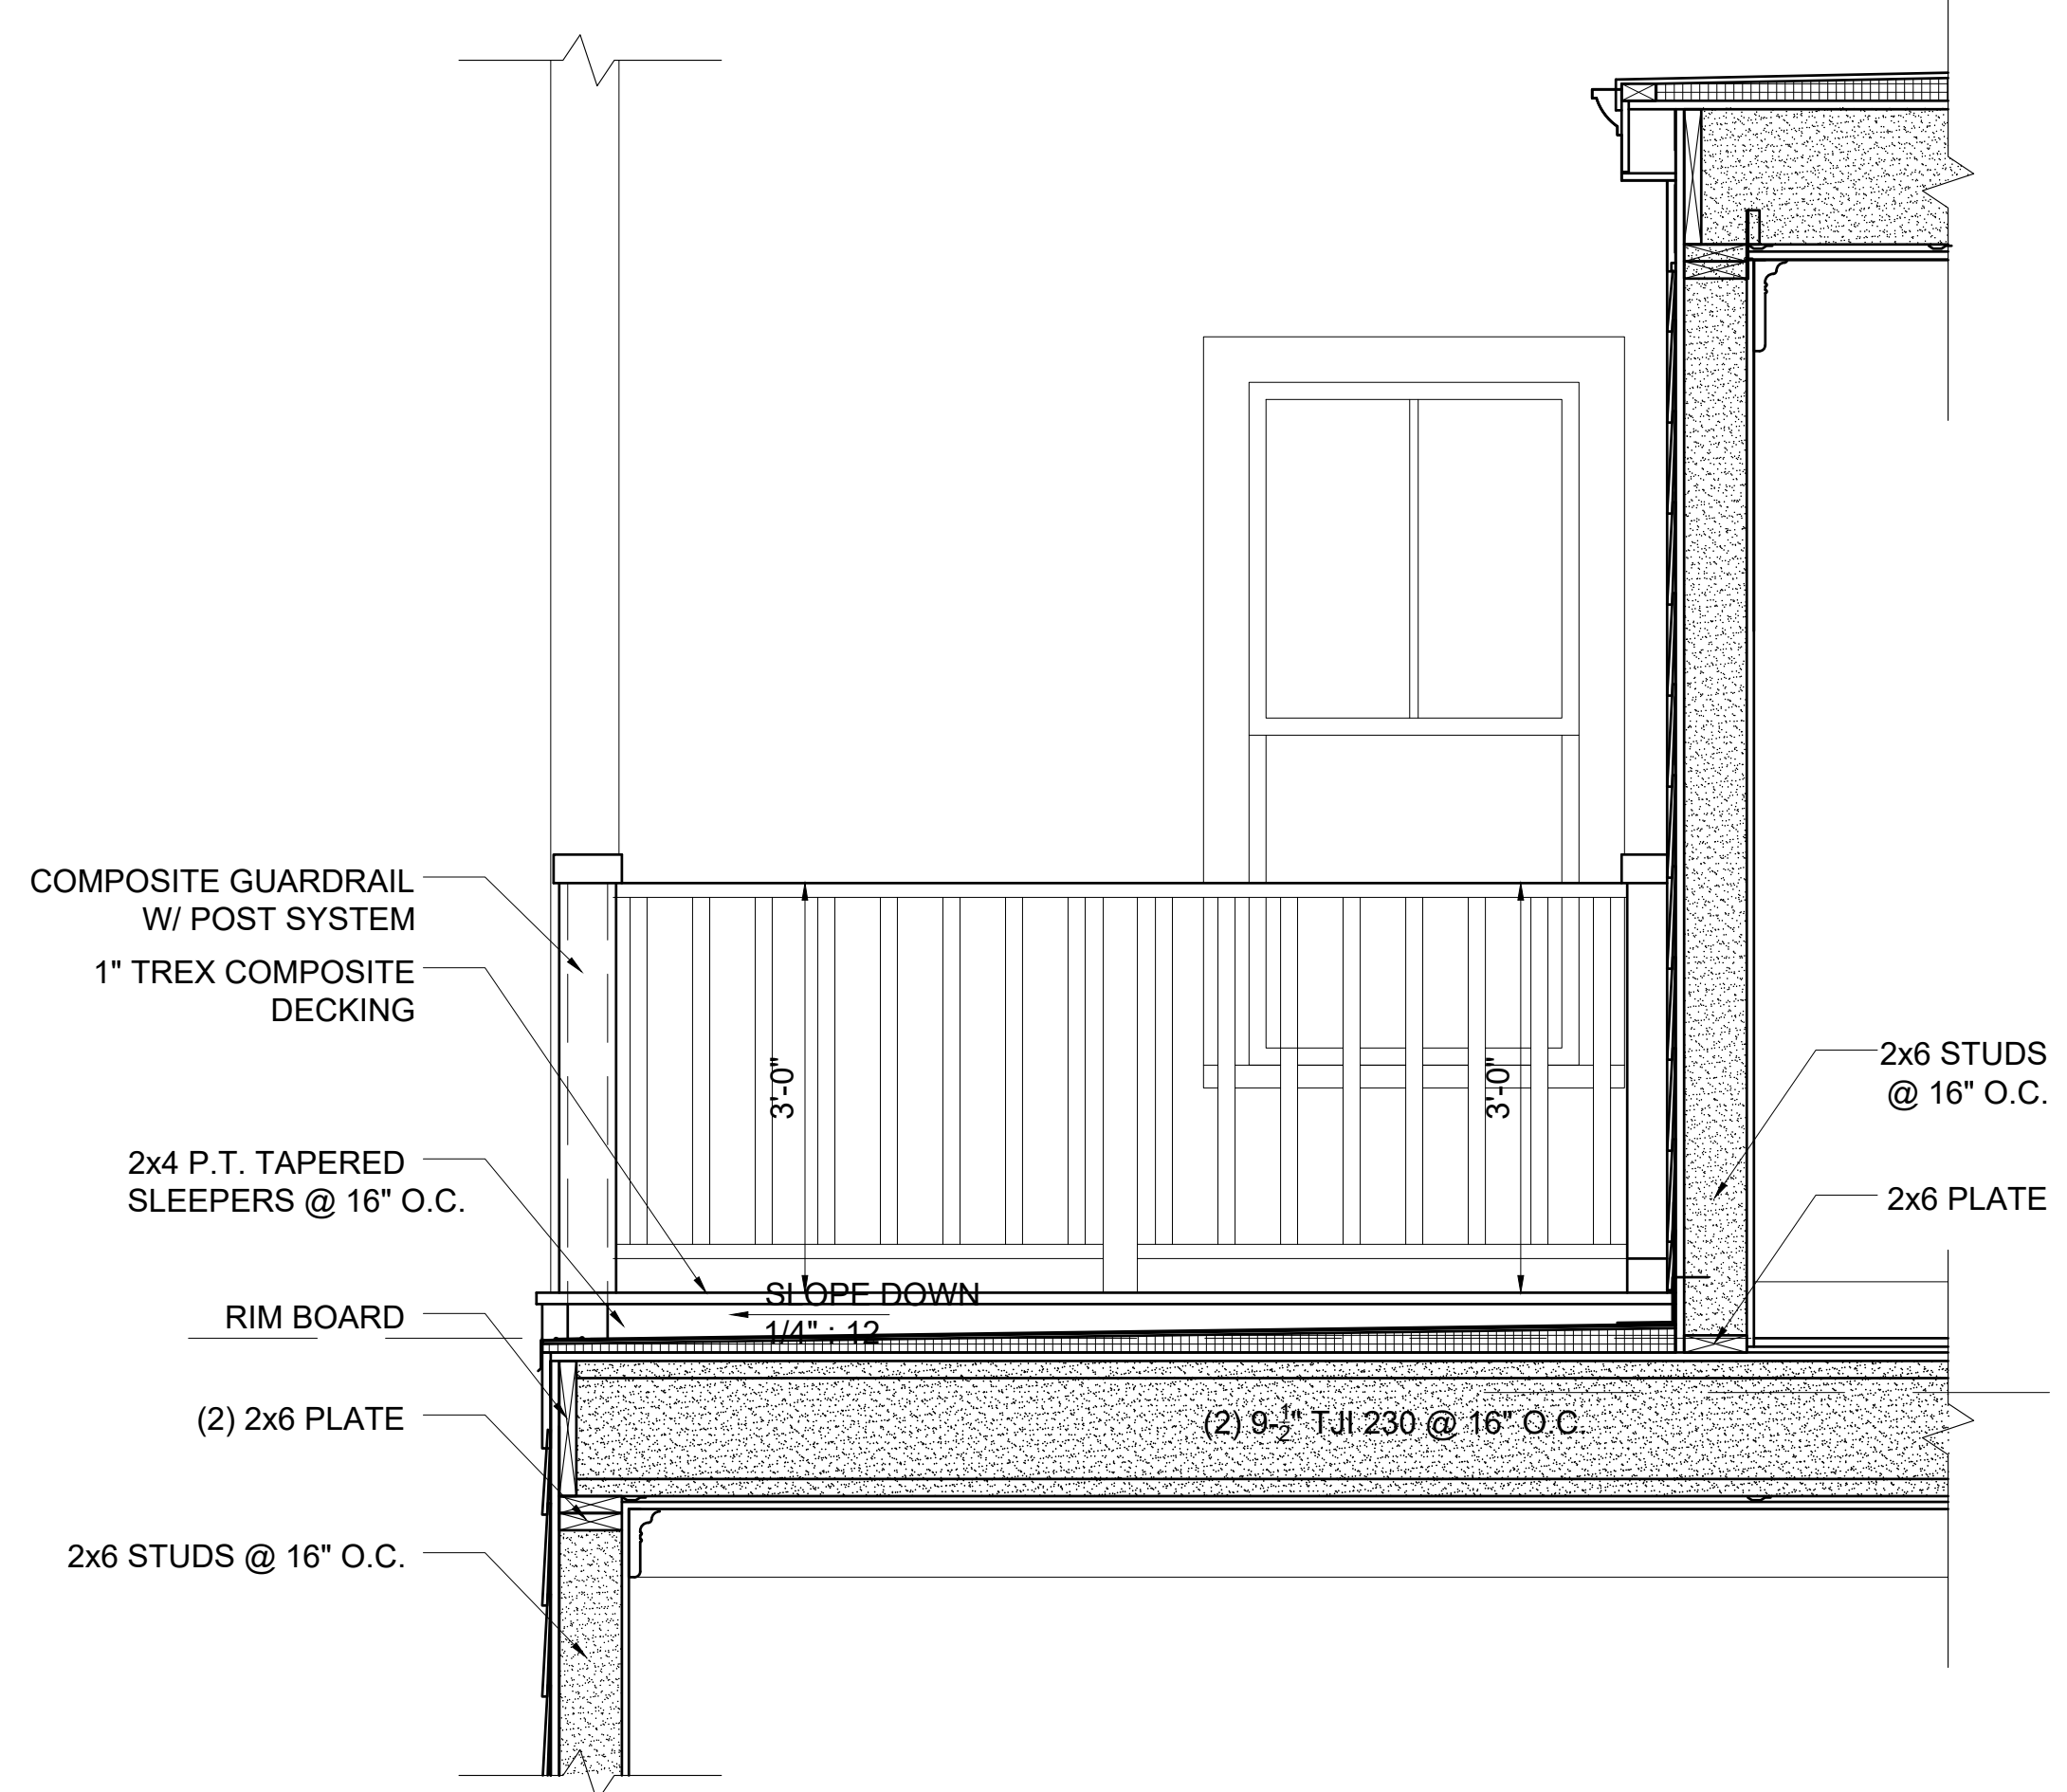 COMPOSITE GUARDRAIL
W/ POST SYSTEM
1" TREX COMPOSITE
DECKING
2x4 P.T. TAPERED
SLEEPERS @ 16" O.C.
RIM BOARD
(2) 2x6 PLATE
2x6 STUDS @ 16" O.C.
3'-0"
3'-0"
SLOPE DOWN
1/4" : 12
(2) 9-1/2" TJI 230 @ 16" O.C.
2x6 STUDS
@ 16" O.C.
2x6 PLATE